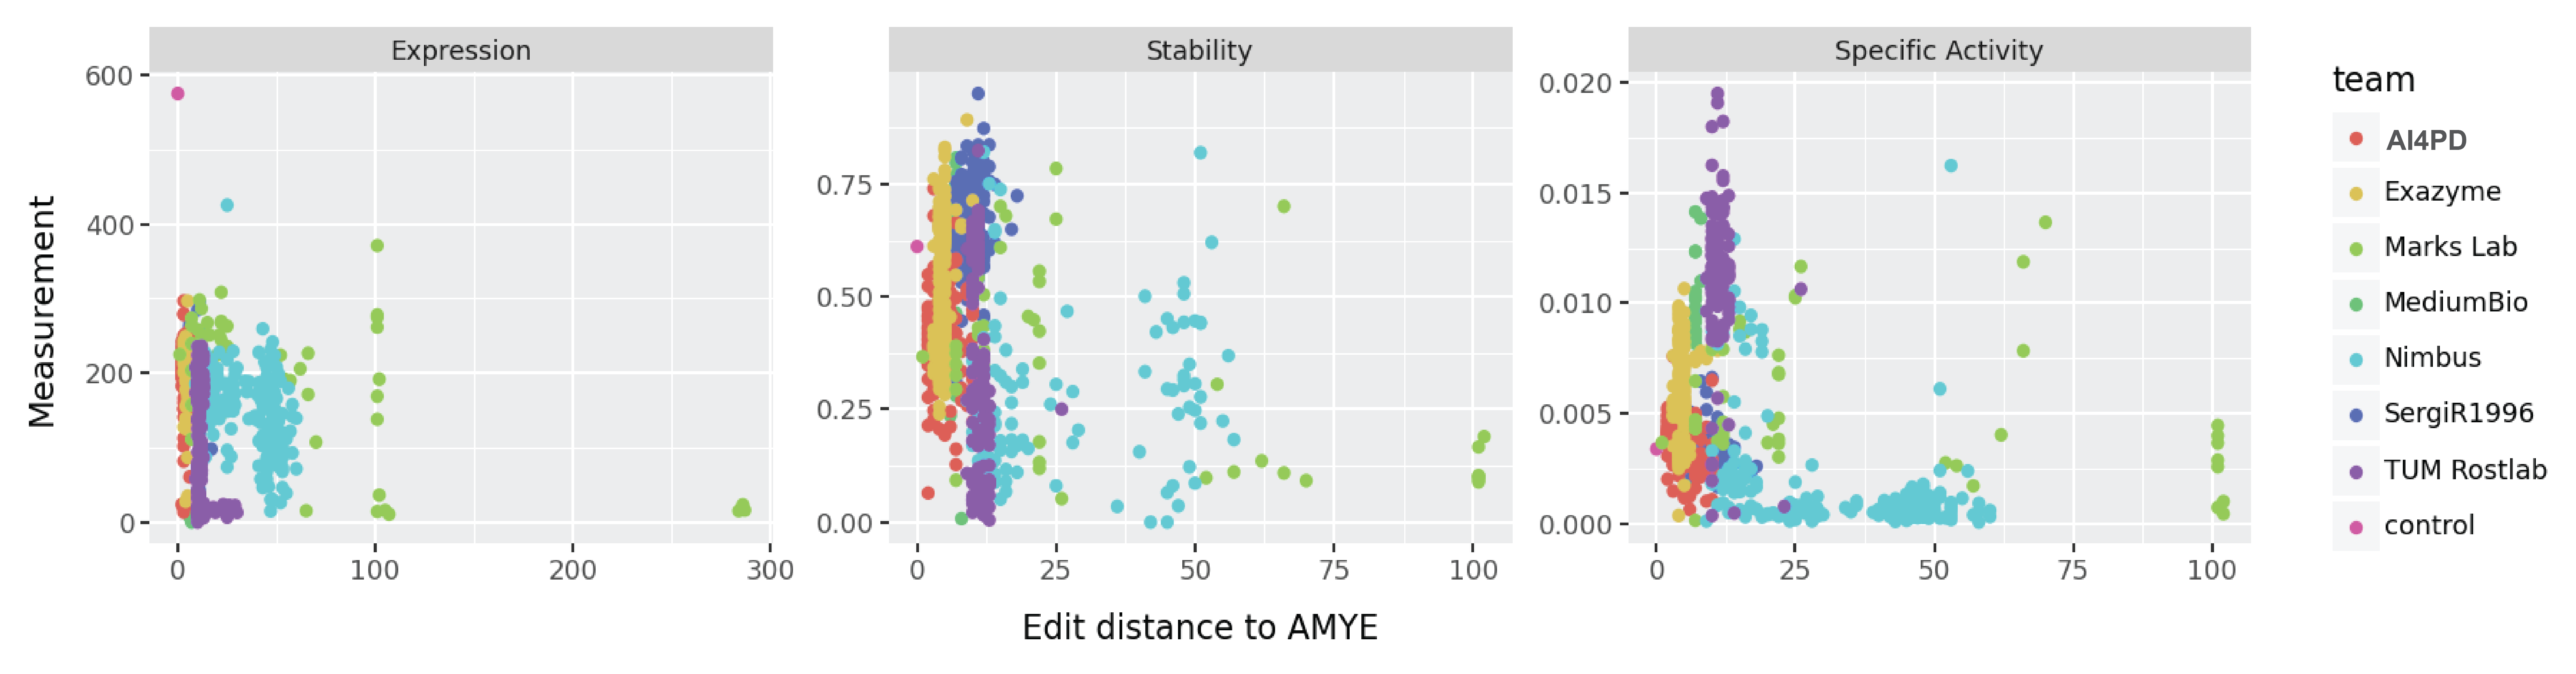 Expression
Stability
Specific Activity
Measurement
600
400
200
0
0
100
200
300
0.75
0.50
0.25
0.00
0
25
50
75
100
0.020
0.015
0.010
0.005
0.000
0
25
50
75
100
Edit distance to AMYE
team
AI4PD
Exazyme
Marks Lab
MediumBio
Nimbus
SergiR1996
TUM Rostlab
control